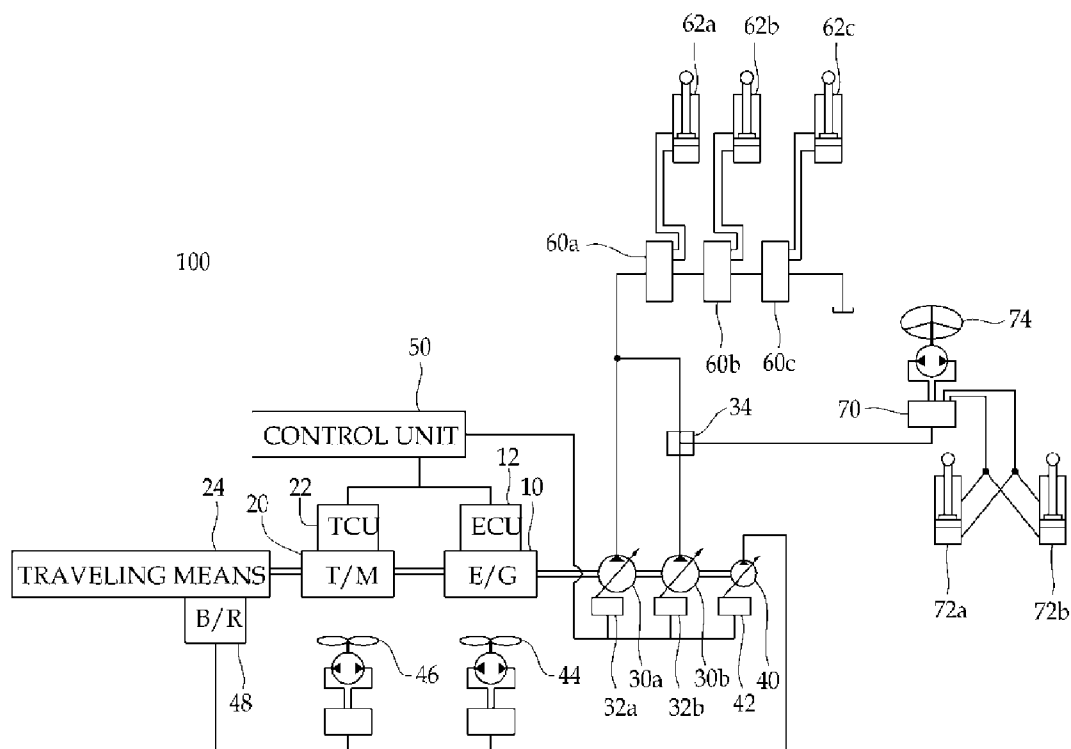 62a 62b 62c
60a
100
60b 60c
74
50
70
34
CONTROL UNIT
12
24 22 10
20
TCU ECU
TRAVELING MEANS T/M E/G
72a 72b
B/R
46 44 30a 30b 40
48 32a 32b 42